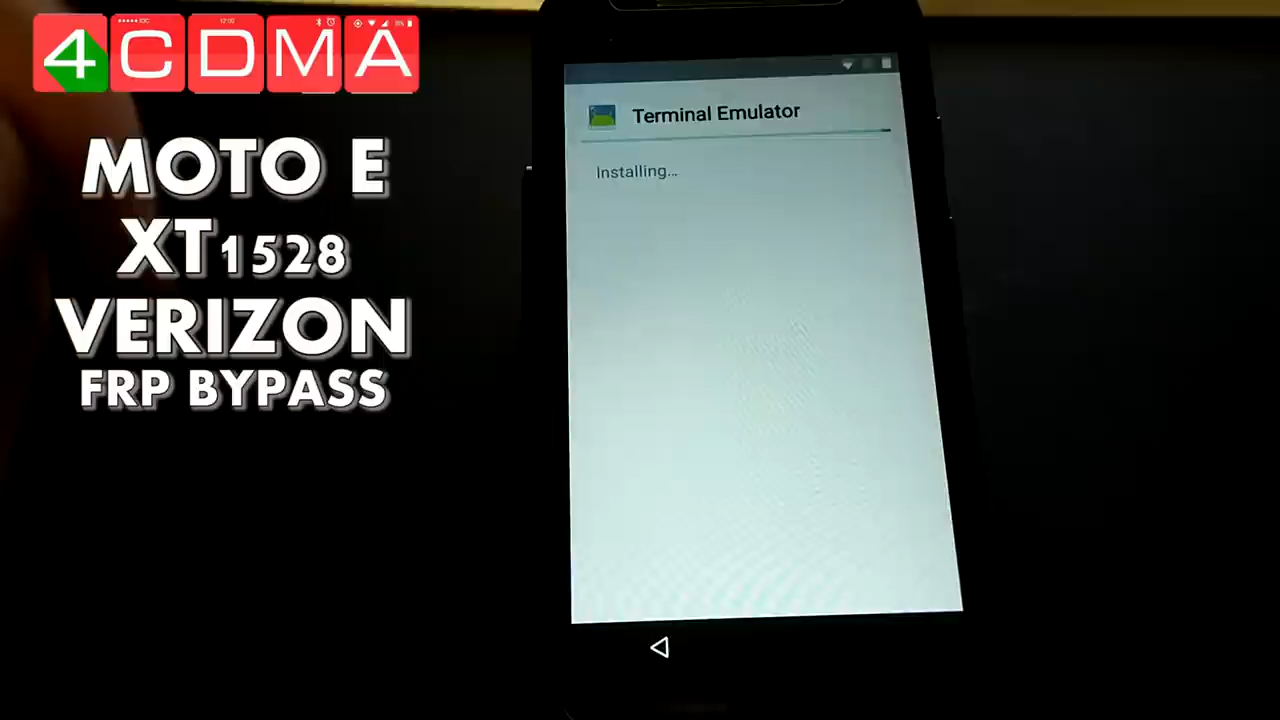 4CDMA
MOTO E
XT1528
VERIZON
FRP BYPASS
Terminal Emulator
Installing...